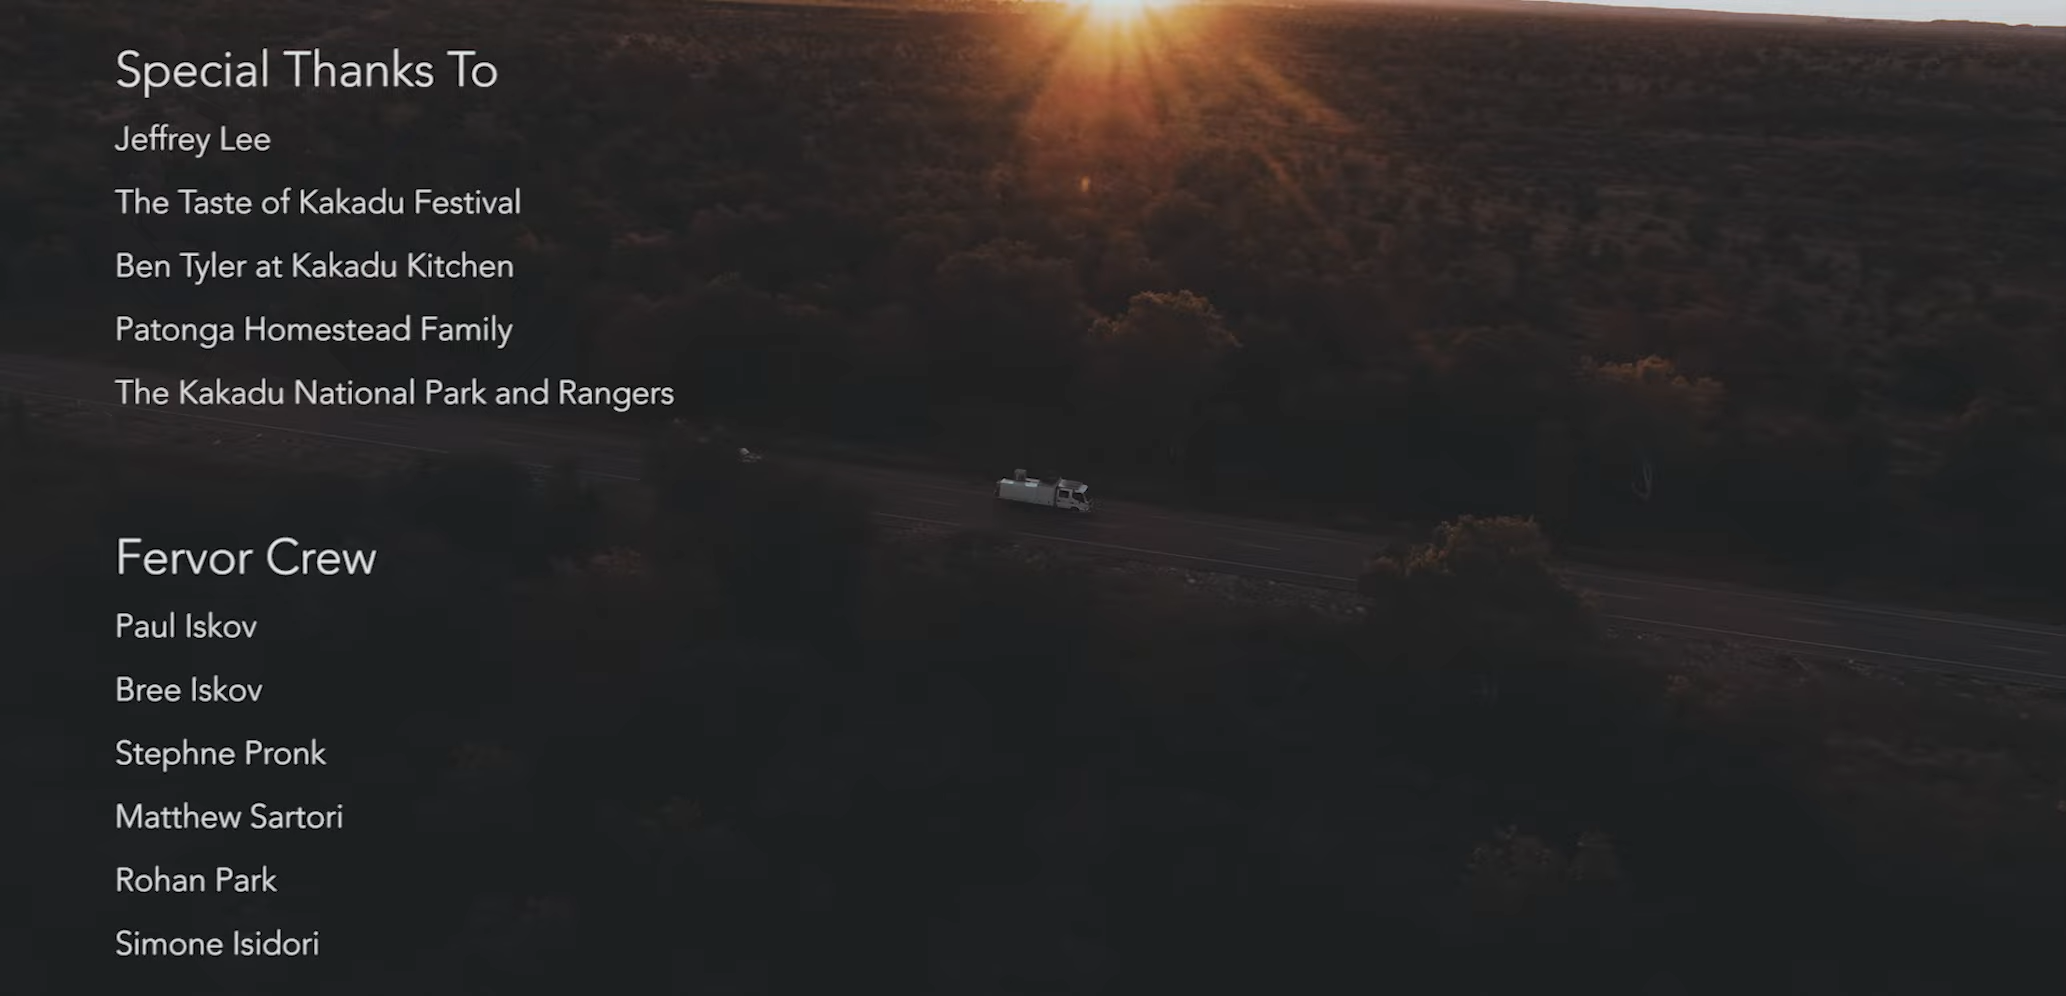 Special Thanks To
Jeffrey Lee
The Taste of Kakadu Festival
Ben Tyler at Kakadu Kitchen
Patonga Homestead Family
The Kakadu National Park and Rangers
Fervor Crew
Paul Iskov
Bree Iskov
Stephne Pronk
Matthew Sartori
Rohan Park
Simone Isidori